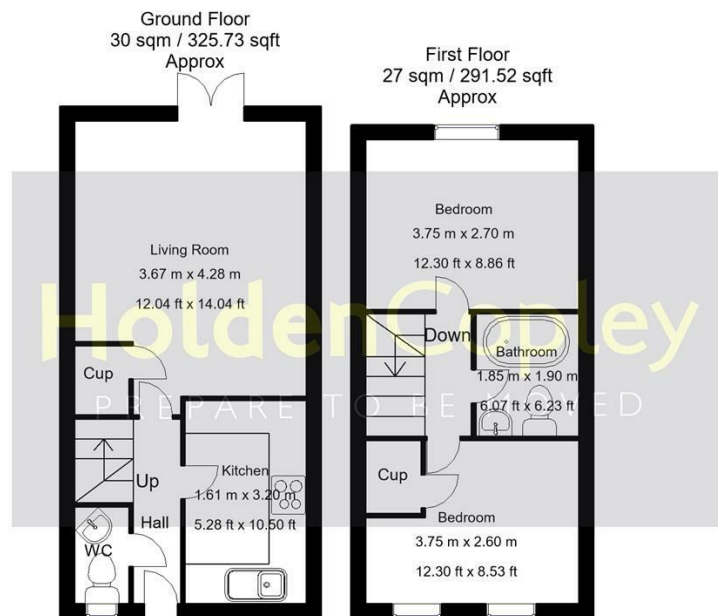 Ground Floor
30 sqm / 325.73 sqft
Approx
Living Room
3.67 m x 4.28 m
12.04 ft x 14.04 ft
Cup
Up
Hall
WC
Kitchen
1.61 m x 3.20 m
5.28 ft x 10.50 ft
First Floor
27 sqm / 291.52 sqft
Approx
Bedroom
3.75 m x 2.70 m
12.30 ft x 8.86 ft
Down
Bathroom
1.85 m x 1.90 m
6.07 ft x 6.23 ft
Cup
Bedroom
3.75 m x 2.60 m
12.30 ft x 8.53 ft
HoldenCopley
PREPARE TO BE MOVED